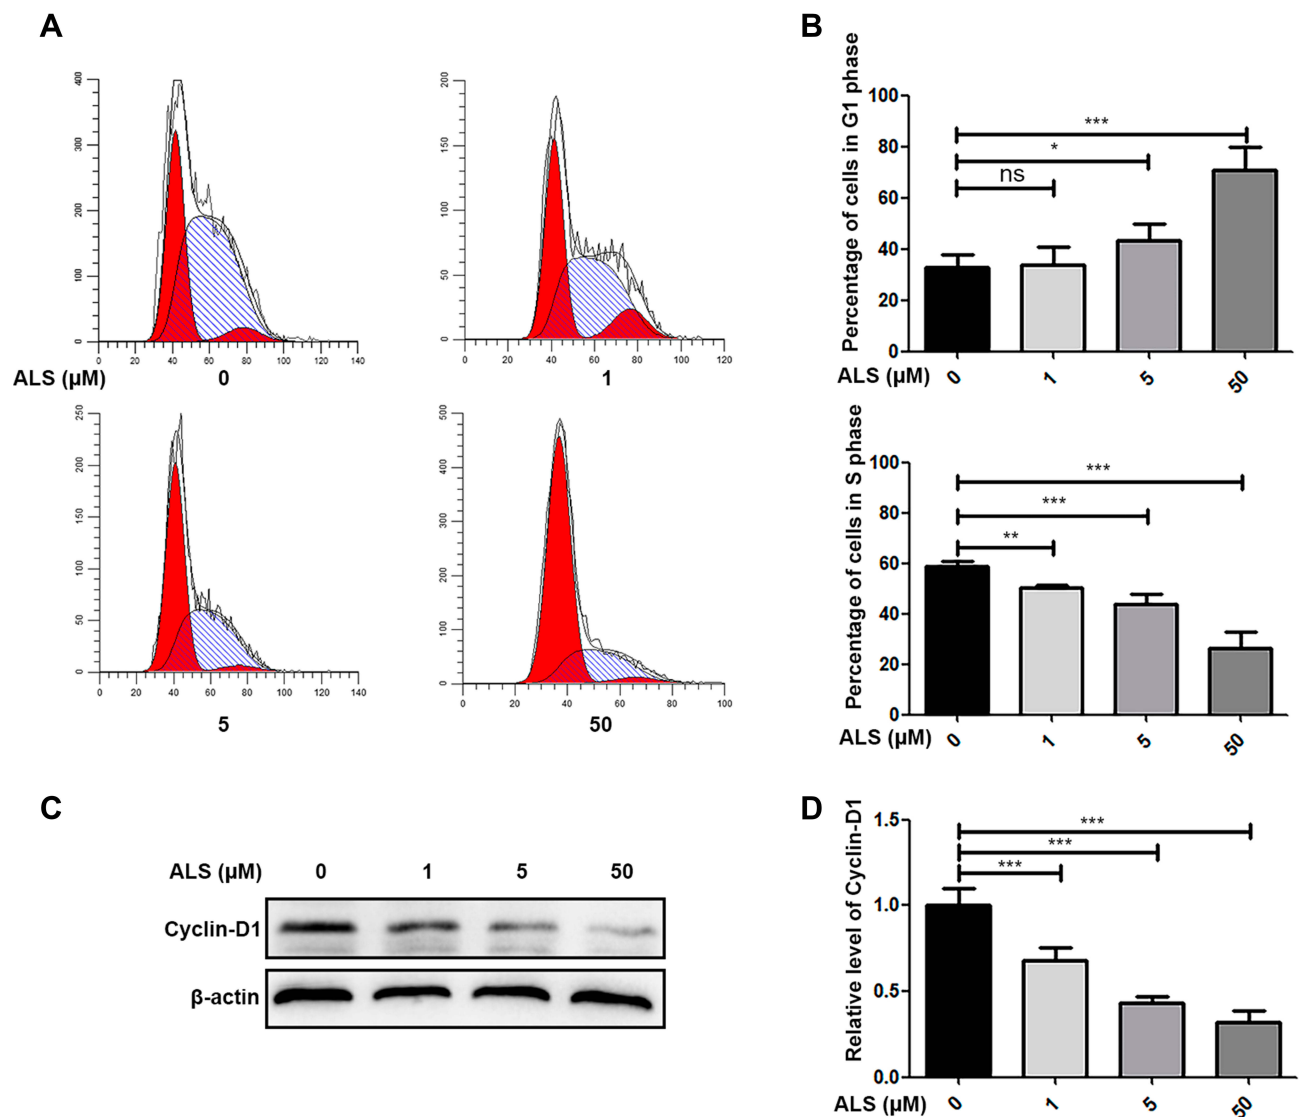 A
400
300
200
100
0
0 20 40 60 80 100 120 140
ALS (μM) 0
200
150
100
50
0
0 20 40 60 80 100 120
1
250
200
150
100
50
0
0 20 40 60 80 100 120 140
5
500
400
300
200
100
0
0 20 40 60 80 100
50
B
Percentage of cells in G1 phase
100
80
60
40
20
0
***
*
ns
ALS (μM) 0 1 5 50
Percentage of cells in S phase
100
80
60
40
20
0
***
***
**
ALS (μM) 0 1 5 50
C
ALS (μM) 0 1 5 50
Cyclin-D1
β-actin
D
Relative level of Cyclin-D1
1.5
1.0
0.5
0.0
***
***
***
ALS (μM) 0 1 5 50